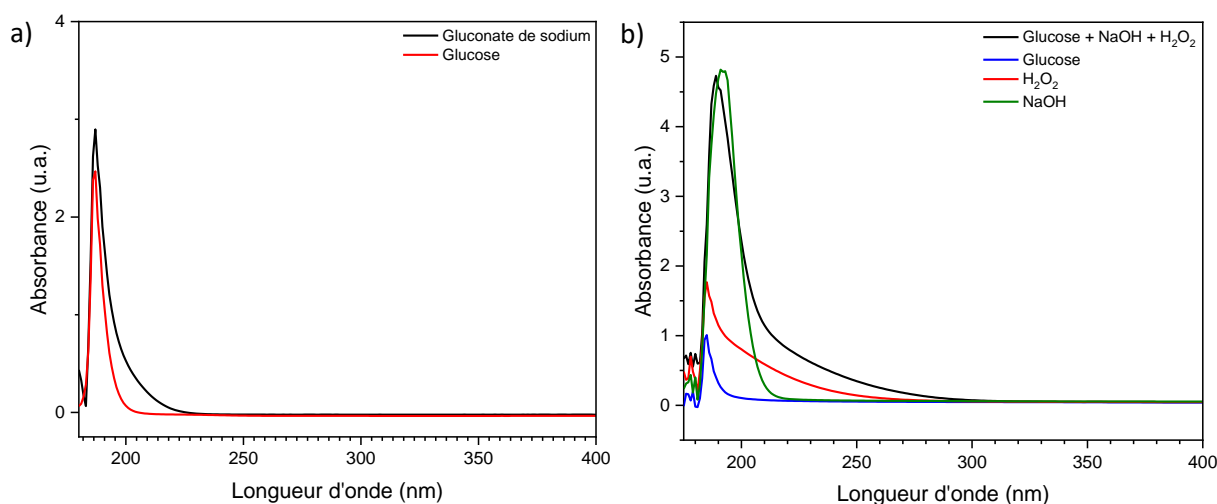 a)
Gluconate de sodium
Glucose
4
2
0
Absorbance (u.a.)
200 250 300 350 400
Longueur d'onde (nm)
b)
Glucose + NaOH + H₂O₂
Glucose
H₂O₂
NaOH
5
4
3
2
1
0
Absorbance (u.a.)
200 250 300 350 400
Longueur d'onde (nm)